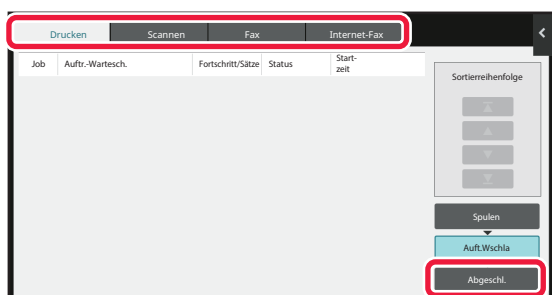 Drucken Scannen Fax Internet-Fax
Job Auftr.-Wartesch. Fortschritt/Sätze Status Start-
zeit
Sortierreihenfolge
Spulen
Auft.Wschla
Abgeschl.